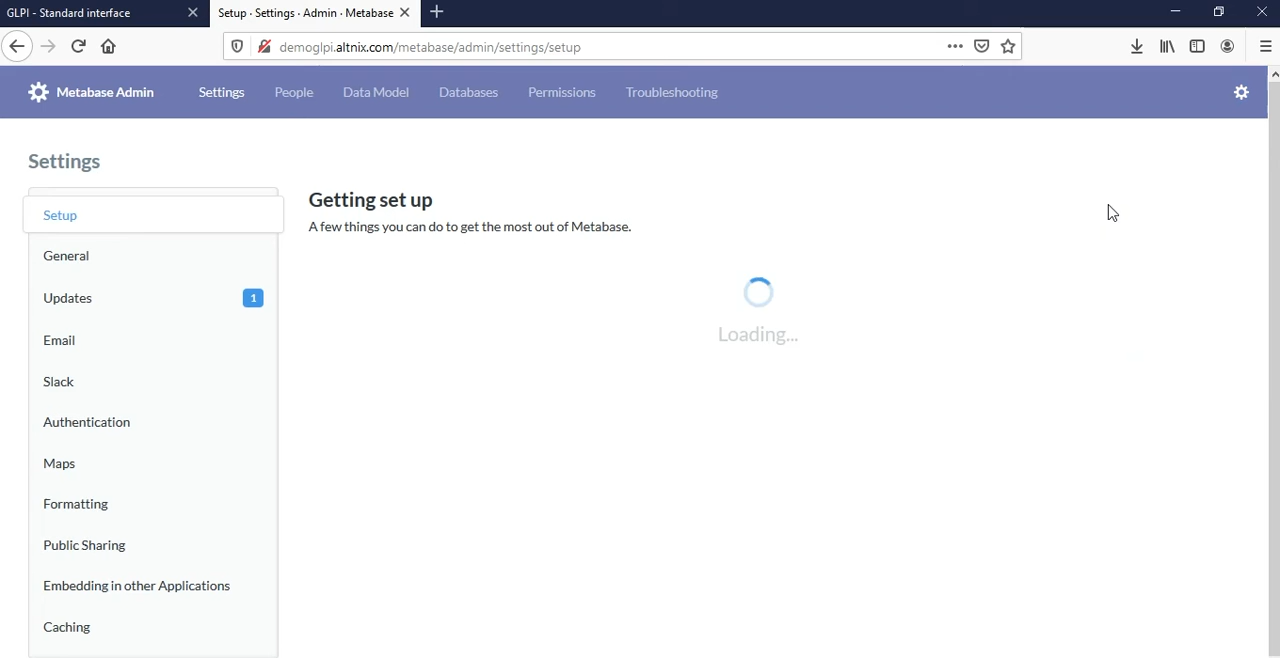 GLPI - Standard interface
Setup · Settings · Admin · Metabase
demoglpi.altnix.com/metabase/admin/settings/setup
Metabase Admin Settings People Data Model Databases Permissions Troubleshooting
Settings
Getting set up
Setup
A few things you can do to get the most out of Metabase.
General
Updates 1
Loading...
Email
Slack
Authentication
Maps
Formatting
Public Sharing
Embedding in other Applications
Caching